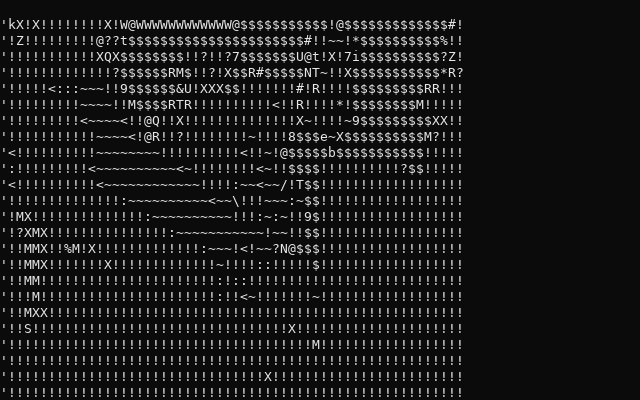 'kX!X!!!!!!!!X!W@WWWWWWWWWWWW@$$$$$$$$$$$!@$$$$$$$$$$$$$#!
'!Z!!!!!!!!!@??t$$$$$$$$$$$$$$$$$$$$$$#!!~~!*$$$$$$$$$$%!!
'!!!!!!!!!!!XQX$$$$$$$$!!?!!?7$$$$$$$U@t!X!7i$$$$$$$$$$?Z!
'!!!!!!!!!!!!!?$$$$$$RM$!!?!X$$R#$$$$$NT~!!X$$$$$$$$$$$*R?
'!!!!!<:::~~~!!9$$$$$$&U!XXX$$!!!!!!!#!R!!!!$$$$$$$$$RR!!!
'!!!!!!!!!~~~~!!M$$$$RTR!!!!!!!!!!<!!R!!!!*!$$$$$$$$M!!!!!
'!!!!!!!!!<~~~~<!!@Q!!X!!!!!!!!!!!!!!X~!!!!~9$$$$$$$$$XX!!
'!!!!!!!!!!!~~~~<!@R!!?!!!!!!!!~!!!!8$$$e~X$$$$$$$$$$M?!!!
'<!!!!!!!!!!~~~~~~~~!!!!!!!!!!<!!~!@$$$$$b$$$$$$$$$$$!!!!!
':!!!!!!!!!<~~~~~~~~~~<~!!!!!!!!<~!!$$$$!!!!!!!!!!?$$!!!!!
'<!!!!!!!!!!<~~~~~~~~~~~~!!!!:~~<~~/!T$$!!!!!!!!!!!!!!!!!!
'!!!!!!!!!!!!!!:~~~~~~~~~~<~~\!!!~~~:~$$!!!!!!!!!!!!!!!!!!
'!MX!!!!!!!!!!!!!!:~~~~~~~~~~!!!:~:~!!9$!!!!!!!!!!!!!!!!!!
'!?XMX!!!!!!!!!!!!!!!:~~~~~~~~~~~!~~!!$$!!!!!!!!!!!!!!!!!!
'!!MMX!!%M!X!!!!!!!!!!!!!:~~~!<!~~?N@$$$!!!!!!!!!!!!!!!!!!
'!!MMX!!!!!!!X!!!!!!!!!!!!!~!!!!::!!!!!$!!!!!!!!!!!!!!!!!!
'!!MM!!!!!!!!!!!!!!!!!!!!!!:!::!!!!!!!!!!!!!!!!!!!!!!!!!!!
'!!!M!!!!!!!!!!!!!!!!!!!!!!:!!<~!!!!!!!~!!!!!!!!!!!!!!!!!!
'!!MXX!!!!!!!!!!!!!!!!!!!!!!!!!!!!!!!!!!!!!!!!!!!!!!!!!!!!
'!!S!!!!!!!!!!!!!!!!!!!!!!!!!!!!!!!!X!!!!!!!!!!!!!!!!!!!!!
'!!!!!!!!!!!!!!!!!!!!!!!!!!!!!!!!!!!!!!M!!!!!!!!!!!!!!!!!!
'!!!!!!!!!!!!!!!!!!!!!!!!!!!!!!!!!!!!!!!!!!!!!!!!!!!!!!!!!
'!!!!!!!!!!!!!!!!!!!!!!!!!!!!!!!!X!!!!!!!!!!!!!!!!!!!!!!!!
'!!!!!!!!!!!!!!!!!!!!!!!!!!!!!!!!!!!!!!!!!!!!!!!!!!!!!!!!!